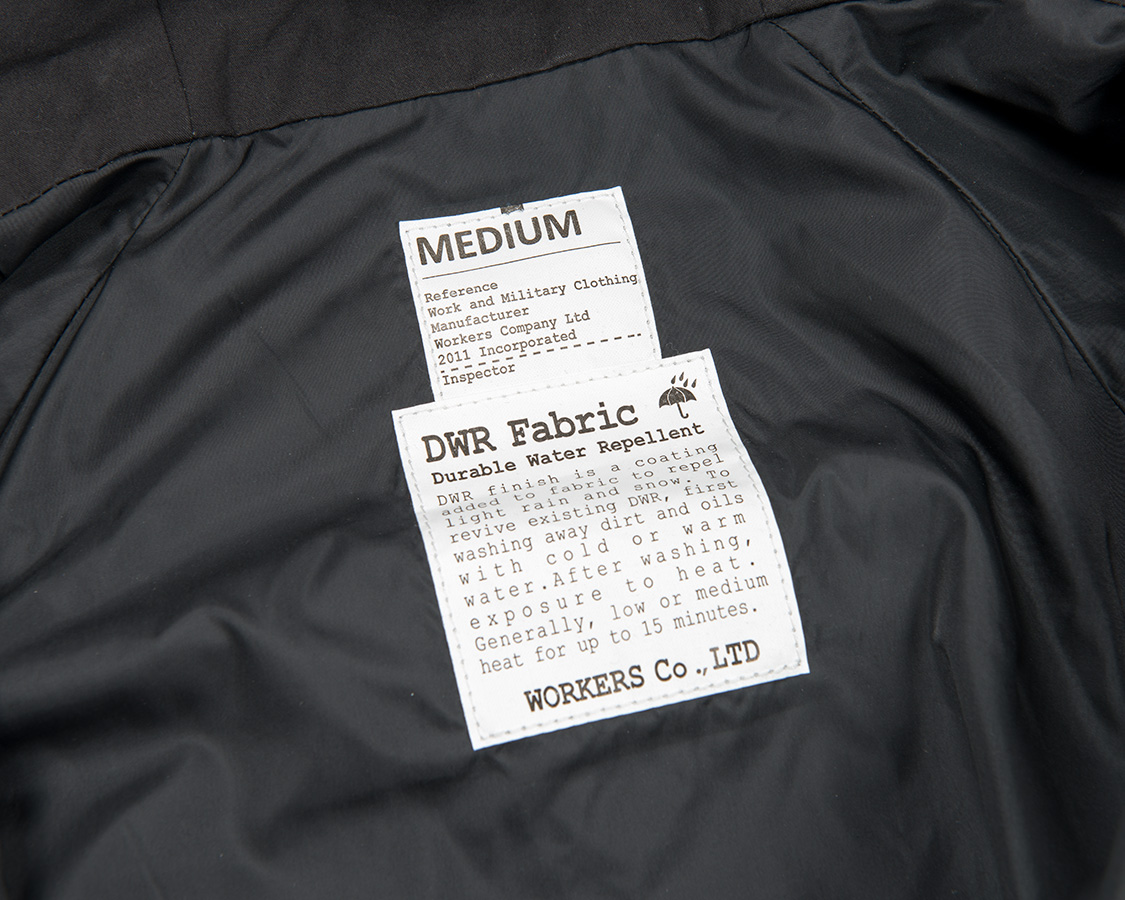 MEDIUM
Reference
Work and Military Clothing
Manufacturer
Workers Company Ltd
2011 Incorporated
Inspector
DWR Fabric
Durable Water Repellent
DWR finish is a coating
added to fabric to repel
light rain and snow. To
revive existing DWR, first
washing away dirt and oils
with cold or warm
water.After washing,
exposure to heat.
Generally, low or medium
heat for up to 15 minutes.
WORKERS Co.,LTD